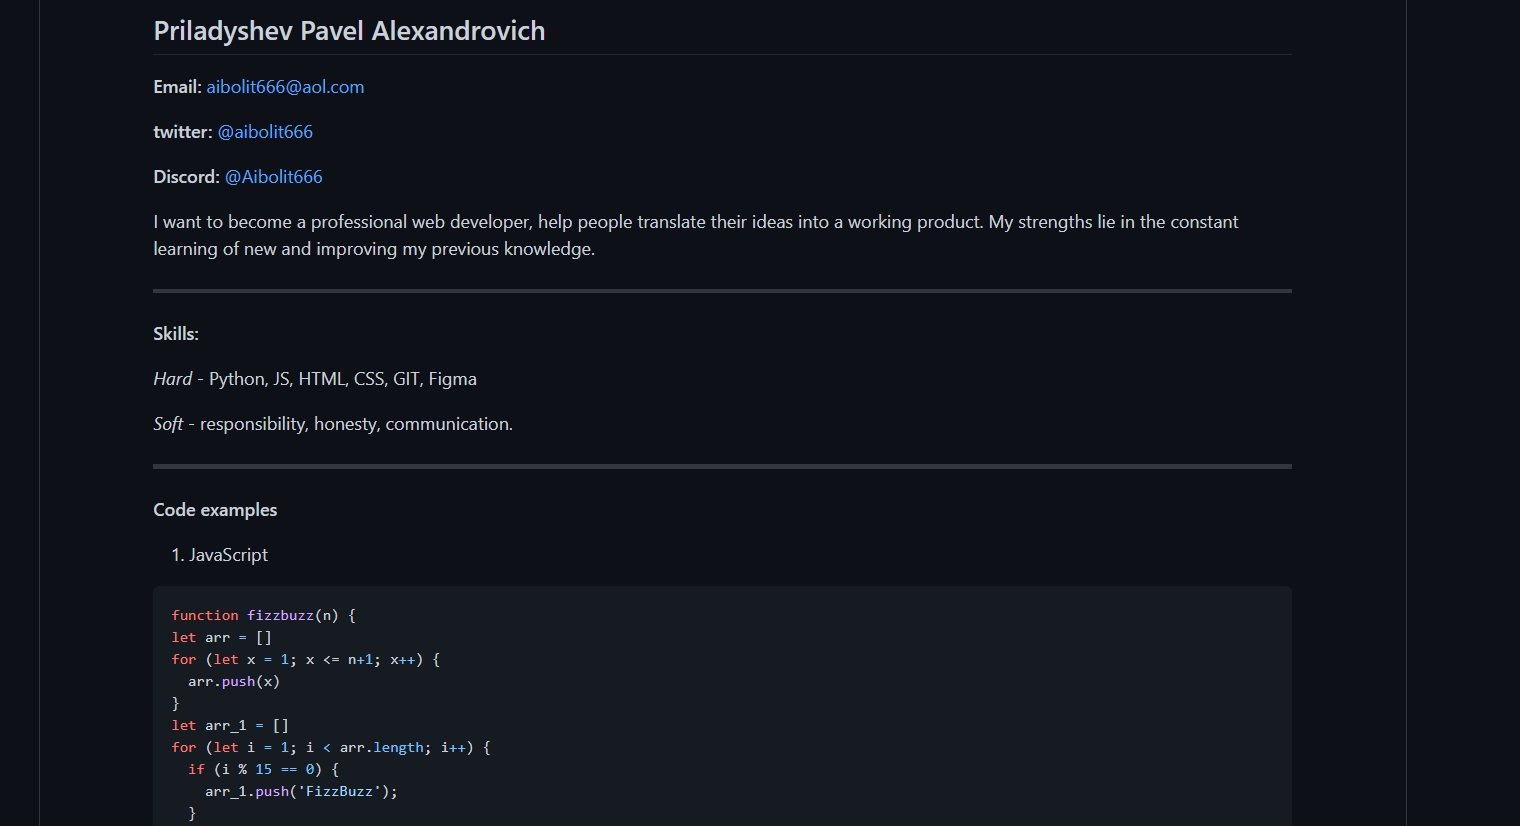 Priladyshev Pavel Alexandrovich
Email: aibolit666@aol.com
twitter: @aibolit666
Discord: @Aibolit666
I want to become a professional web developer, help people translate their ideas into a working product. My strengths lie in the constant
learning of new and improving my previous knowledge.
Skills:
Hard - Python, JS, HTML, CSS, GIT, Figma
Soft - responsibility, honesty, communication.
Code examples
1. JavaScript
function fizzbuzz(n) {
let arr = []
for (let x = 1; x <= n+1; x++) {
  arr.push(x)
}
let arr_1 = []
for (let i = 1; i < arr.length; i++) {
  if (i % 15 == 0) {
    arr_1.push('FizzBuzz');
  }